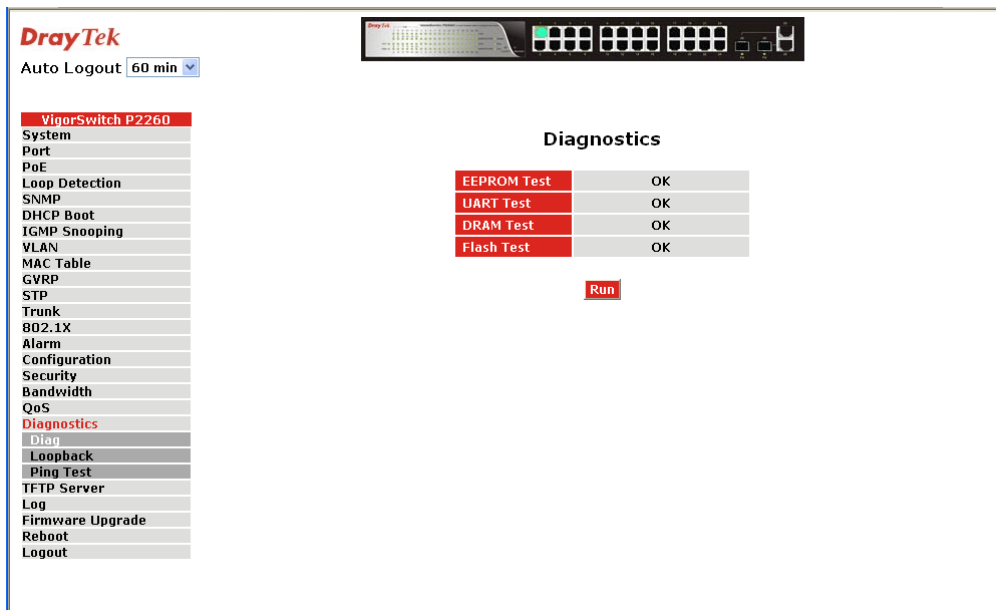 DrayTek
DrayTek
Auto Logout 60 min
VigorSwitch P2260
System
Port
PoE
Loop Detection
SNMP
DHCP Boot
IGMP Snooping
VLAN
MAC Table
GVRP
STP
Trunk
802.1X
Alarm
Configuration
Security
Bandwidth
QoS
Diagnostics
Diag
Loopback
Ping Test
TFTP Server
Log
Firmware Upgrade
Reboot
Logout
Diagnostics
EEPROM Test OK
UART Test OK
DRAM Test OK
Flash Test OK
Run